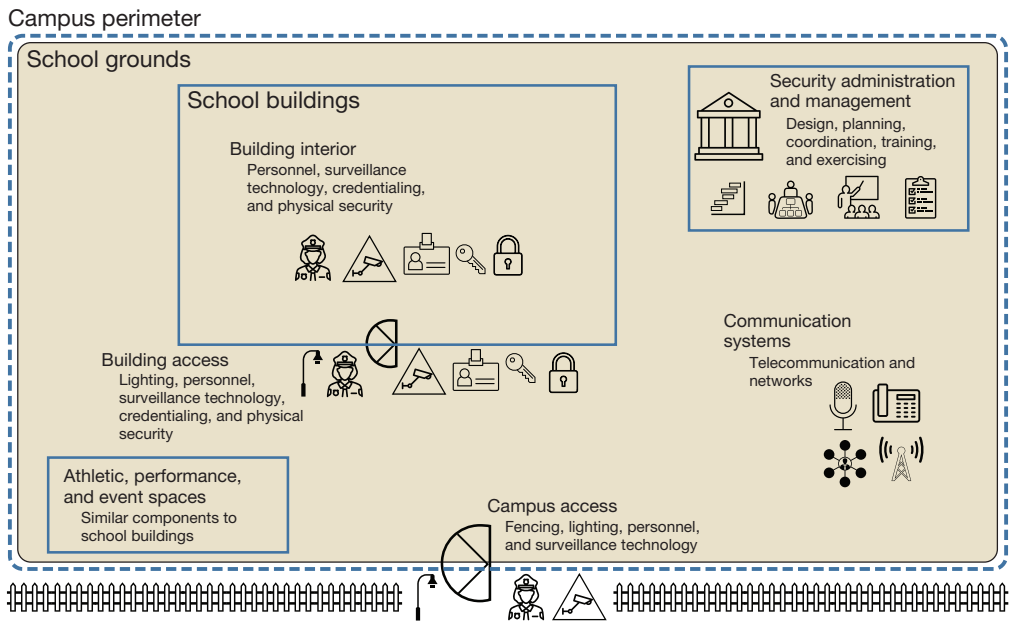 Campus perimeter
School grounds
School buildings
Building interior
Personnel, surveillance
technology, credentialing,
and physical security
Security administration
and management
Design, planning,
coordination, training,
and exercising
Building access
Lighting, personnel,
surveillance technology,
credentialing, and physical
security
Communication
systems
Telecommunication and
networks
Athletic, performance,
and event spaces
Similar components to
school buildings
Campus access
Fencing, lighting, personnel,
and surveillance technology